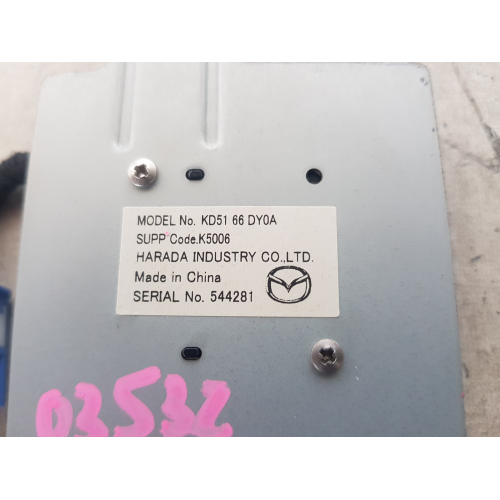 MODEL No. KD51 66 DY0A
SUPP Code.K5006
HARADA INDUSTRY CO.,LTD.
Made in China
SERIAL No. 544281
03532